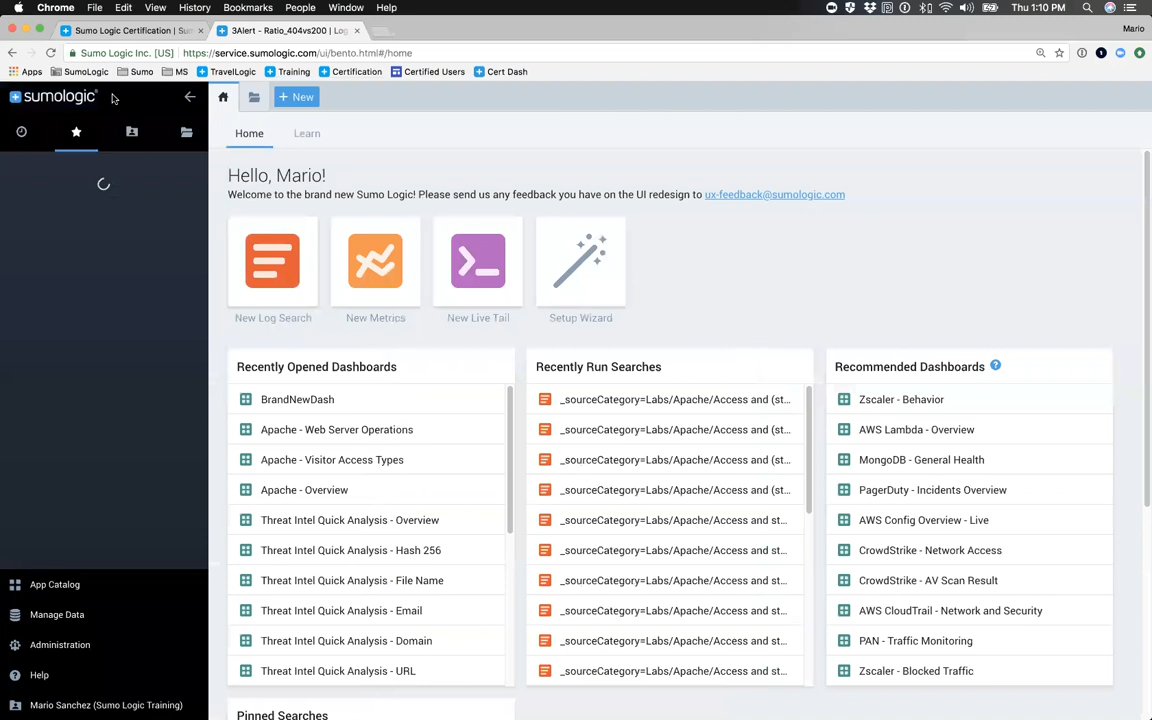 Chrome File Edit View History Bookmarks People Window Help Thu 1:10 PM
Sumo Logic Certification | Sum
3Alert - Ratio_404vs200 | Log
Mario
Sumo Logic Inc. [US] https://service.sumologic.com/ui/bento.html#/home
Apps SumoLogic Sumo MS TravelLogic Training Certification Certified Users Cert Dash
sumologic
+ New
Home Learn
Hello, Mario!
Welcome to the brand new Sumo Logic! Please send us any feedback you have on the UI redesign to ux-feedback@sumologic.com
New Log Search
New Metrics
New Live Tail
Setup Wizard
Recently Opened Dashboards
BrandNewDash
Apache - Web Server Operations
Apache - Visitor Access Types
Apache - Overview
Threat Intel Quick Analysis - Overview
Threat Intel Quick Analysis - Hash 256
Threat Intel Quick Analysis - File Name
Threat Intel Quick Analysis - Email
Threat Intel Quick Analysis - Domain
Threat Intel Quick Analysis - URL
Recently Run Searches
_sourceCategory=Labs/Apache/Access and (st...
_sourceCategory=Labs/Apache/Access and (st...
_sourceCategory=Labs/Apache/Access and (st...
_sourceCategory=Labs/Apache/Access and (st...
_sourceCategory=Labs/Apache/Access and st...
_sourceCategory=Labs/Apache/Access and st...
_sourceCategory=Labs/Apache/Access and st...
_sourceCategory=Labs/Apache/Access and st...
_sourceCategory=Labs/Apache/Access and st...
_sourceCategory=Labs/Apache/Access and st...
Recommended Dashboards ?
Zscaler - Behavior
AWS Lambda - Overview
MongoDB - General Health
PagerDuty - Incidents Overview
AWS Config Overview - Live
CrowdStrike - Network Access
CrowdStrike - AV Scan Result
AWS CloudTrail - Network and Security
PAN - Traffic Monitoring
Zscaler - Blocked Traffic
Pinned Searches
App Catalog
Manage Data
Administration
Help
Mario Sanchez (Sumo Logic Training)